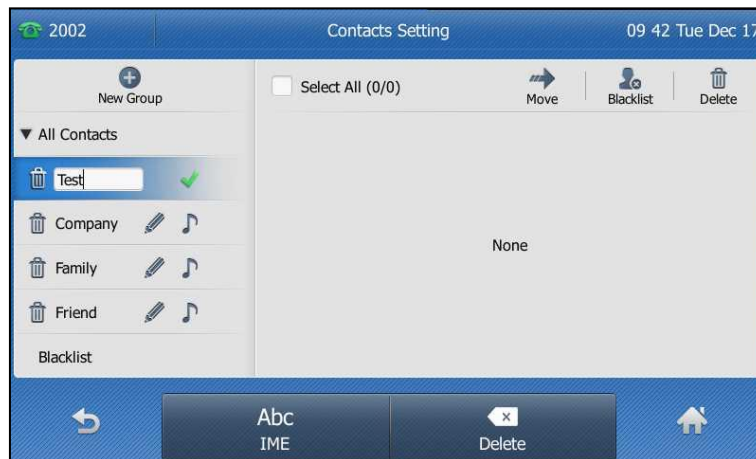 2002
Contacts Setting
09 42 Tue Dec 17
New Group
Select All (0/0)
Move
Blacklist
Delete
All Contacts
Test
Company
Family
Friend
Blacklist
None
Abc
IME
Delete